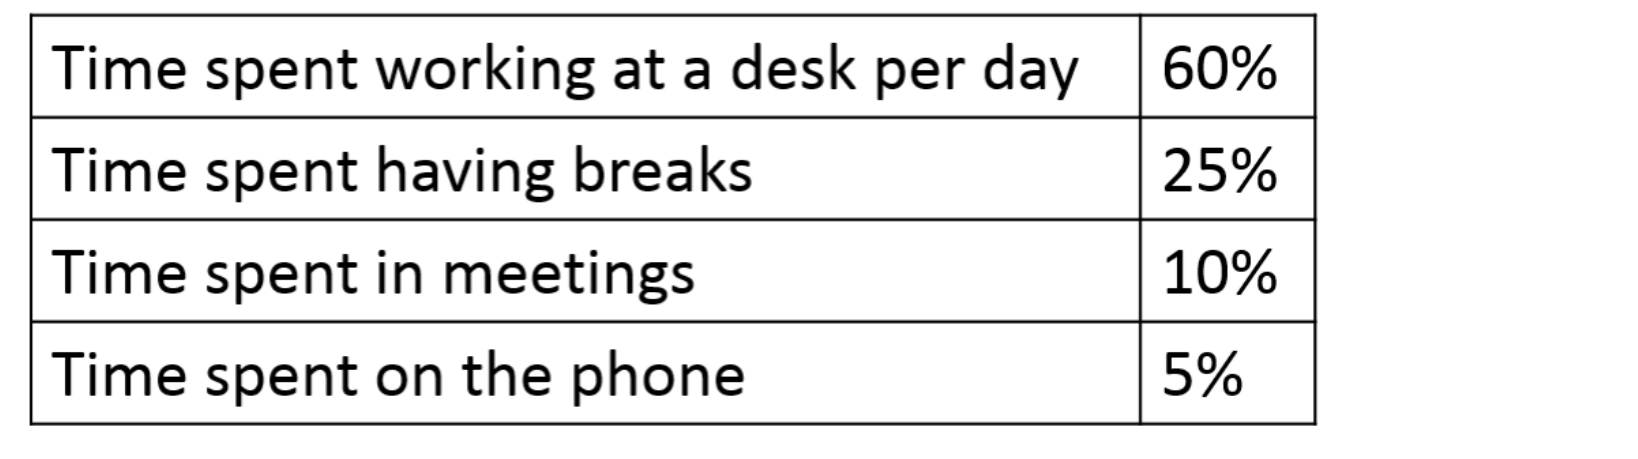 Time spent working at a desk per day 60%
Time spent having breaks 25%
Time spent in meetings 10%
Time spent on the phone 5%